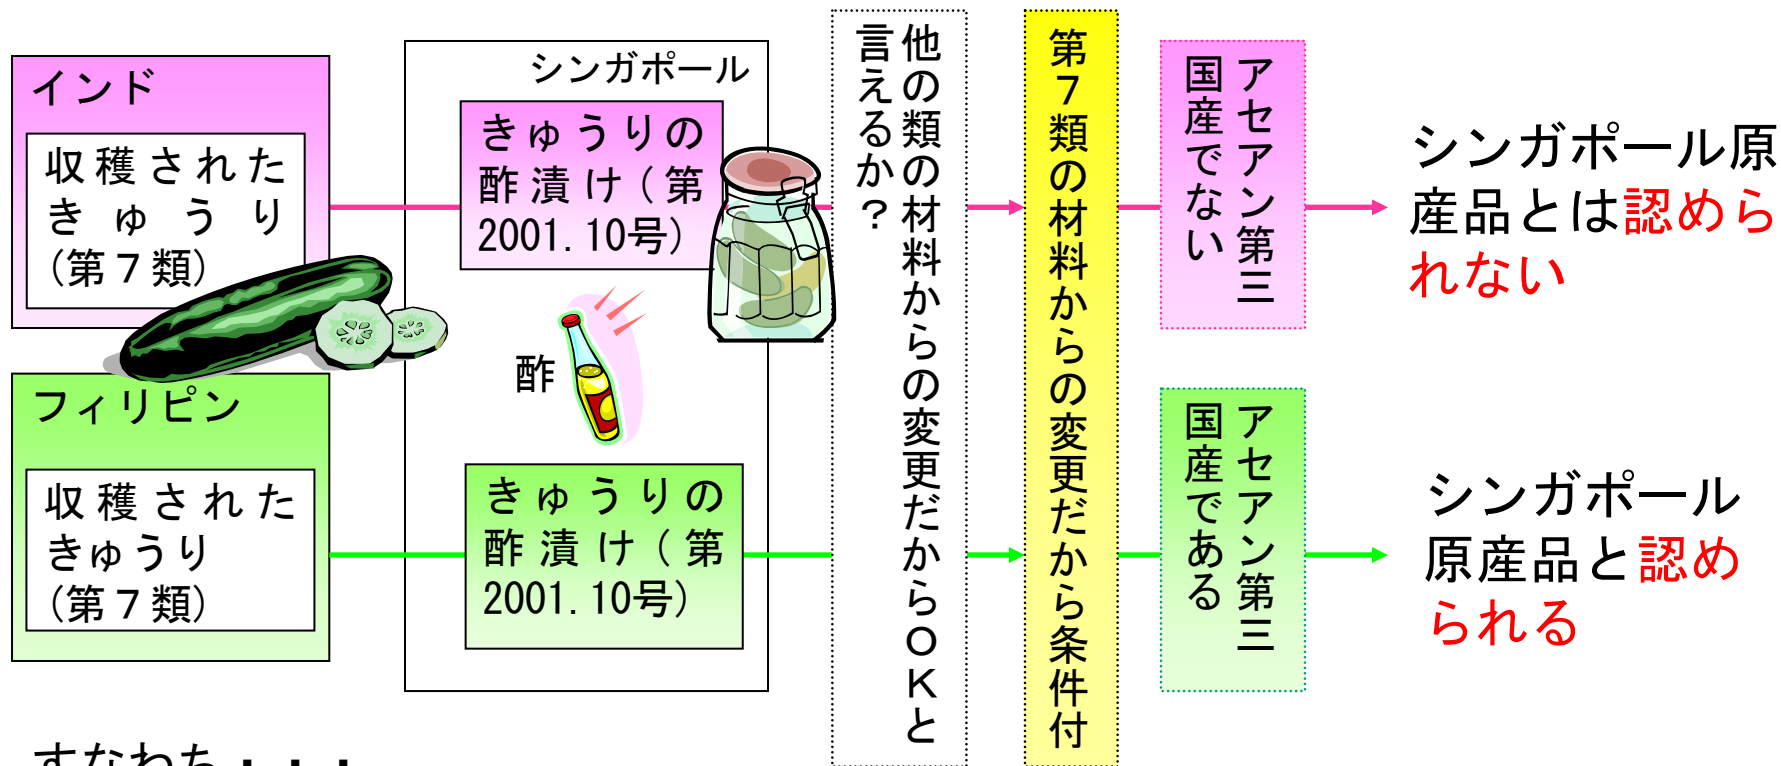 インド
収穫された
きゅうり
(第７類)
フィリピン
収穫された
きゅうり
(第７類)
シンガポール
きゅうりの
酢漬け(第
2001.10号)
酢
きゅうりの
酢漬け(第
2001.10号)
他の類の材料からの変更だからＯＫと
言えるか？
第７類の材料からの変更だから条件付
アセアン第三
国産でない
アセアン第三
国産である
シンガポール原
産品とは認めら
れない
シンガポール
原産品と認め
られる
すなわち・・・